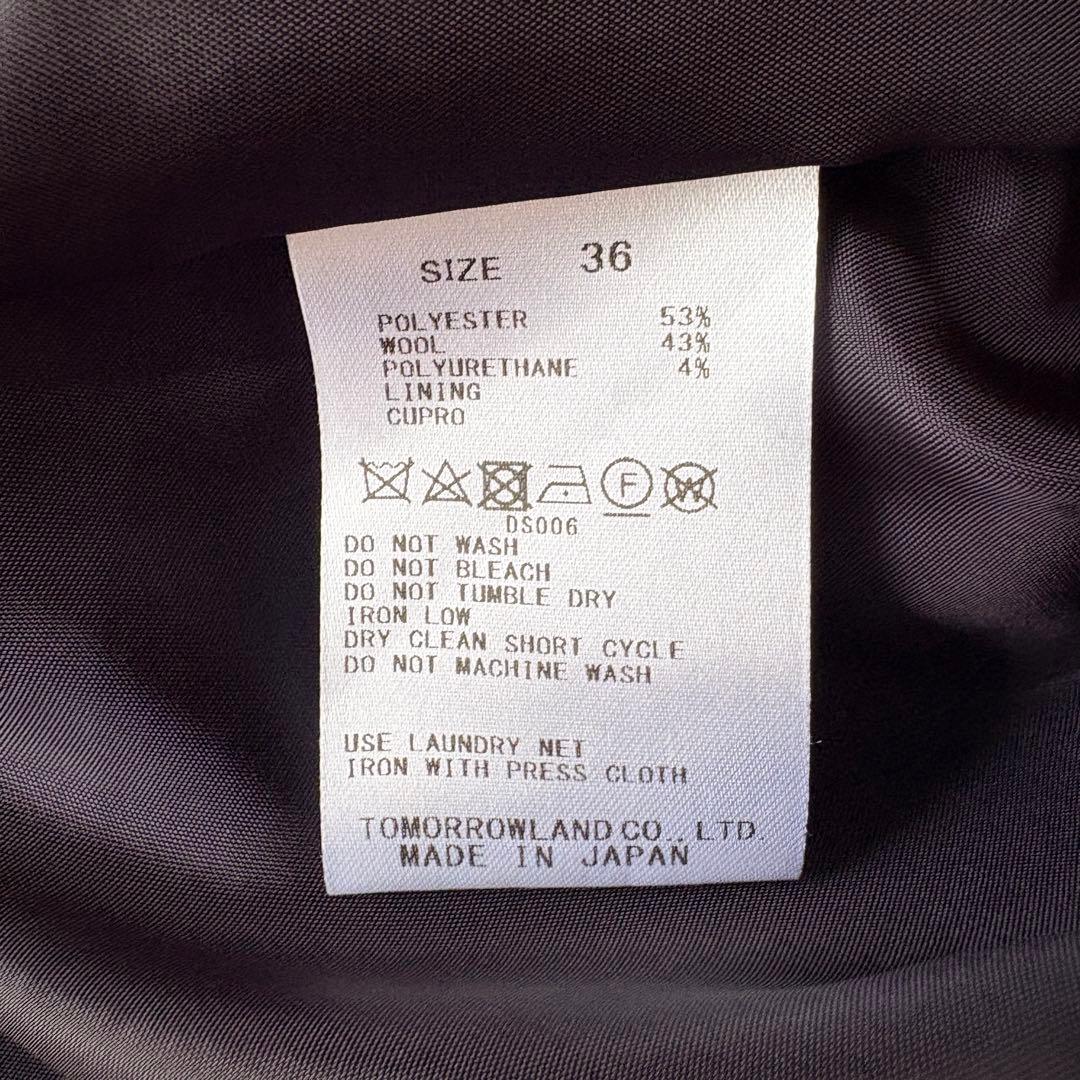 SIZE 36
POLYESTER 53%
WOOL 43%
POLYURETHANE 4%
LINING
CUPRO
F W
DS006
DO NOT WASH
DO NOT BLEACH
DO NOT TUMBLE DRY
IRON LOW
DRY CLEAN SHORT CYCLE
DO NOT MACHINE WASH
USE LAUNDRY NET
IRON WITH PRESS CLOTH
TOMORROWLAND CO., LTD.
MADE IN JAPAN